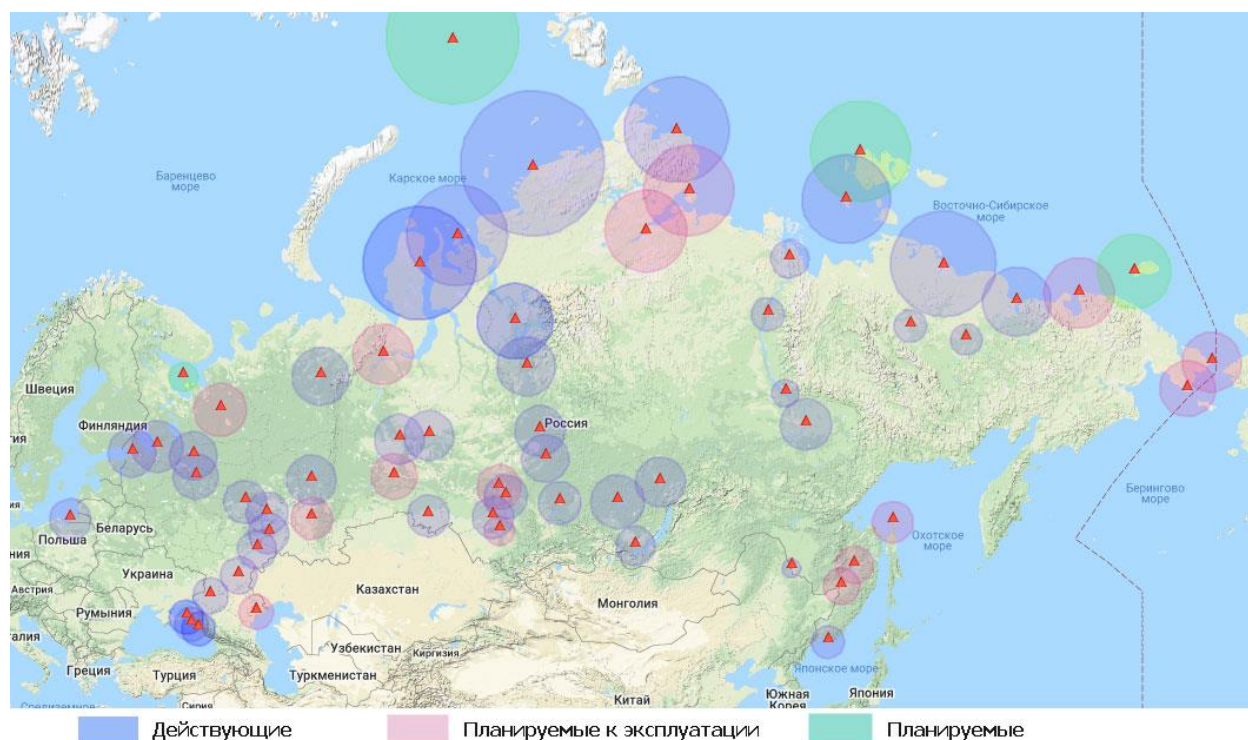 Баренцево
море
Карское море
Восточно-Сибирское
море
Швеция
Финляндия
Россия
Берингово
море
Беларусь
Польша
Охотское
море
Украина
Казахстан
Австрия
Монголия
Румыния
Узбекистан
Киргизия
Японское море
Греция
Турция
Туркменистан
Китай
Южная
Корея
Япония
Действующие
Планируемые к эксплуатации
Планируемые